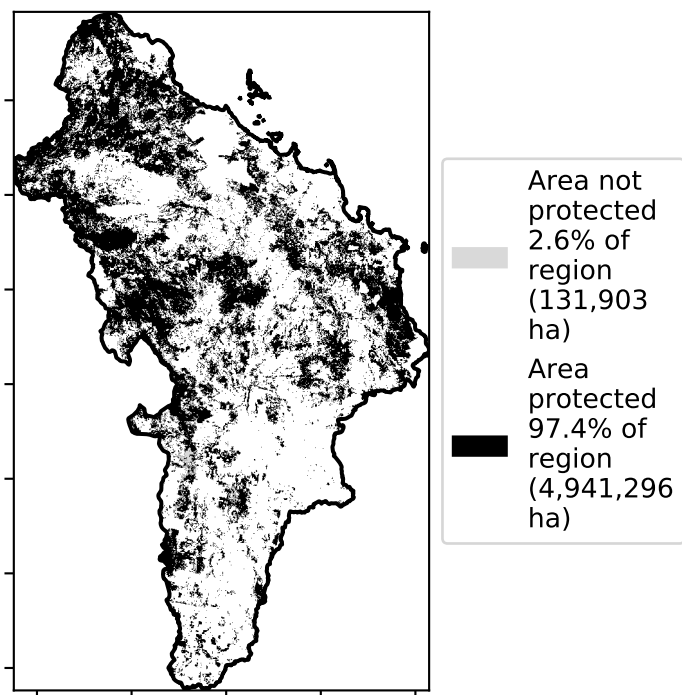 Area not
protected
2.6% of
region
(131,903
ha)
Area
protected
97.4% of
region
(4,941,296
ha)